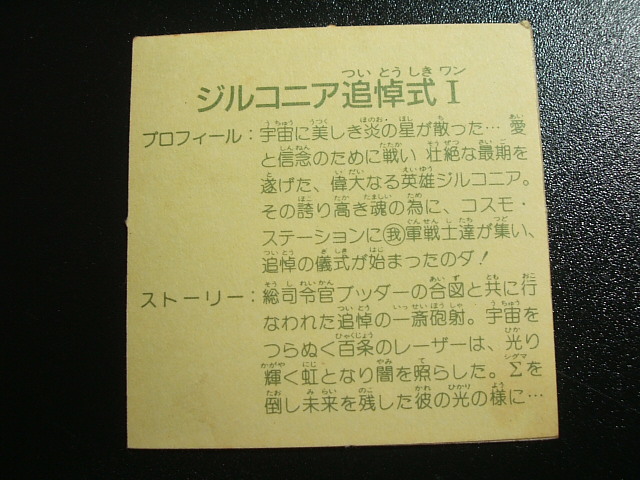 ジルコニア追悼式Ⅰ
プロフィール：宇宙に美しき炎の星が散った…愛
と信念のために戦い 壮絶な最期を
遂げた、偉大なる英雄ジルコニア。
その誇り高き魂の為に、コスモ・
ステーションに㊝軍戦士達が集い、
追悼の儀式が始まったのダ！
ストーリー：総司令官ブッダーの合図と共に行
なわれた追悼の一斎砲射。宇宙を
つらぬく百条のレーザーは、光り
輝く虹となり闇を照らした。Σを
倒し未来を残した彼の光の様に…